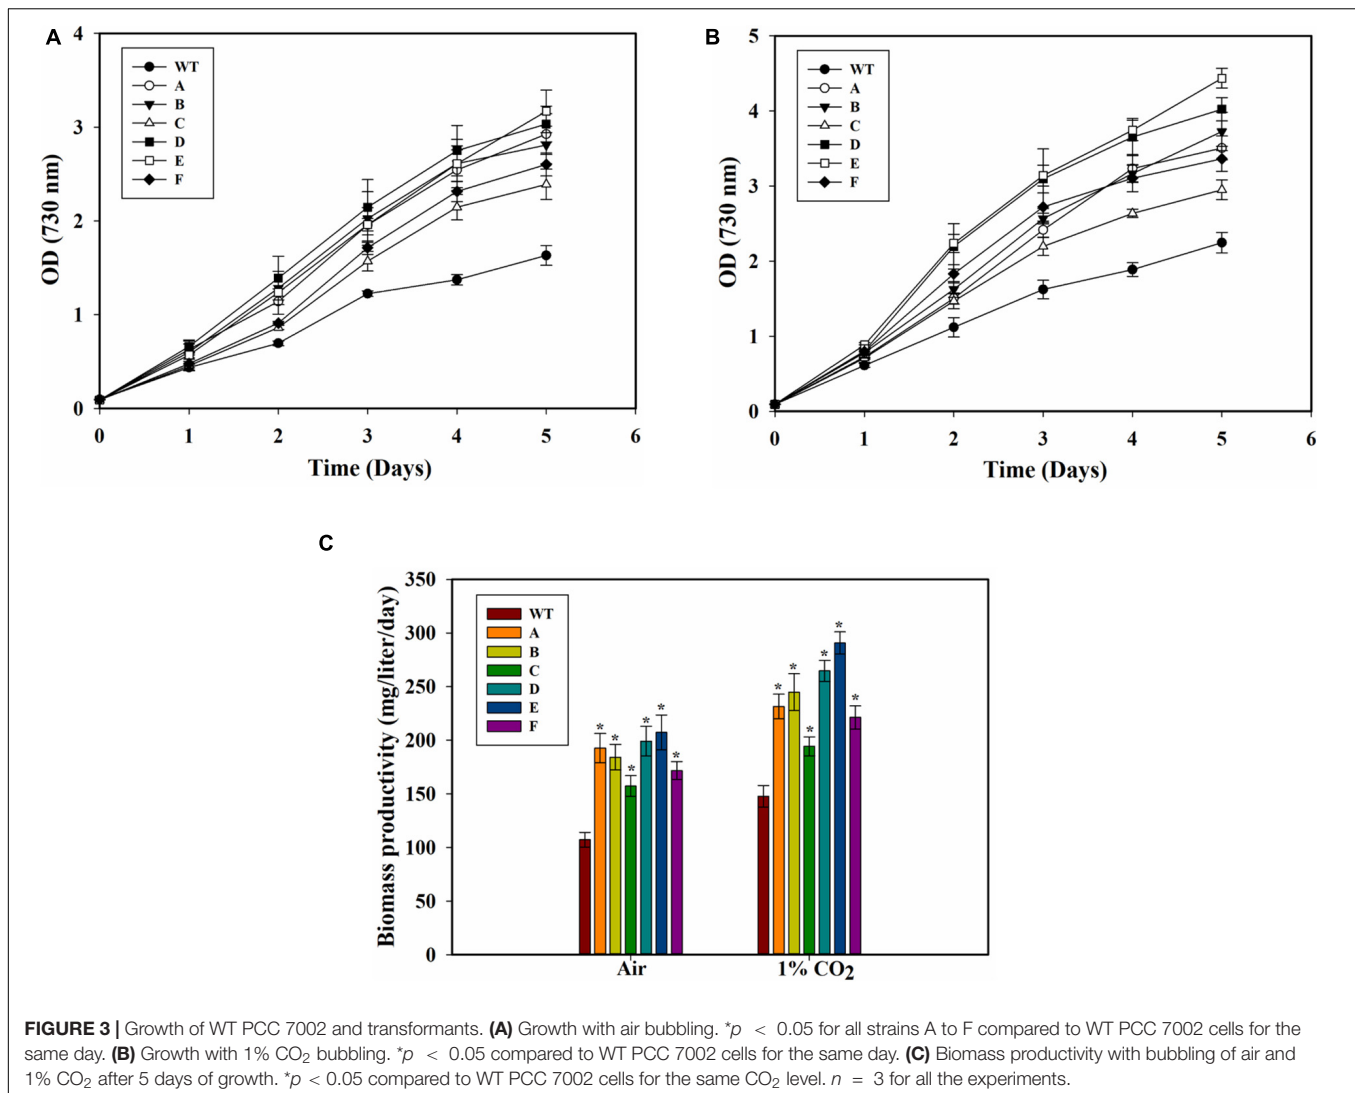 A
4
3
2
1
0
OD (730 nm)
WT
A
B
C
D
E
F
0 1 2 3 4 5 6
Time (Days)
B
5
4
3
2
1
0
OD (730 nm)
WT
A
B
C
D
E
F
0 1 2 3 4 5 6
Time (Days)
C
350
300
250
200
150
100
50
0
Biomass productivity (mg/liter/day)
WT
A
B
C
D
E
F
* * * * * *
* * * * * *
Air 1% CO₂
FIGURE 3 | Growth of WT PCC 7002 and transformants. (A) Growth with air bubbling. *p < 0.05 for all strains A to F compared to WT PCC 7002 cells for the
same day. (B) Growth with 1% CO₂ bubbling. *p < 0.05 compared to WT PCC 7002 cells for the same day. (C) Biomass productivity with bubbling of air and
1% CO₂ after 5 days of growth. *p < 0.05 compared to WT PCC 7002 cells for the same CO₂ level. n = 3 for all the experiments.